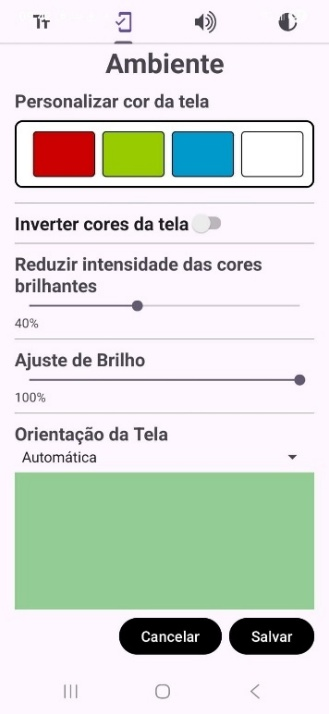 TT
Ambiente
Personalizar cor da tela
Inverter cores da tela
Reduzir intensidade das cores
brilhantes
40%
Ajuste de Brilho
100%
Orientação da Tela
Automática
Cancelar
Salvar